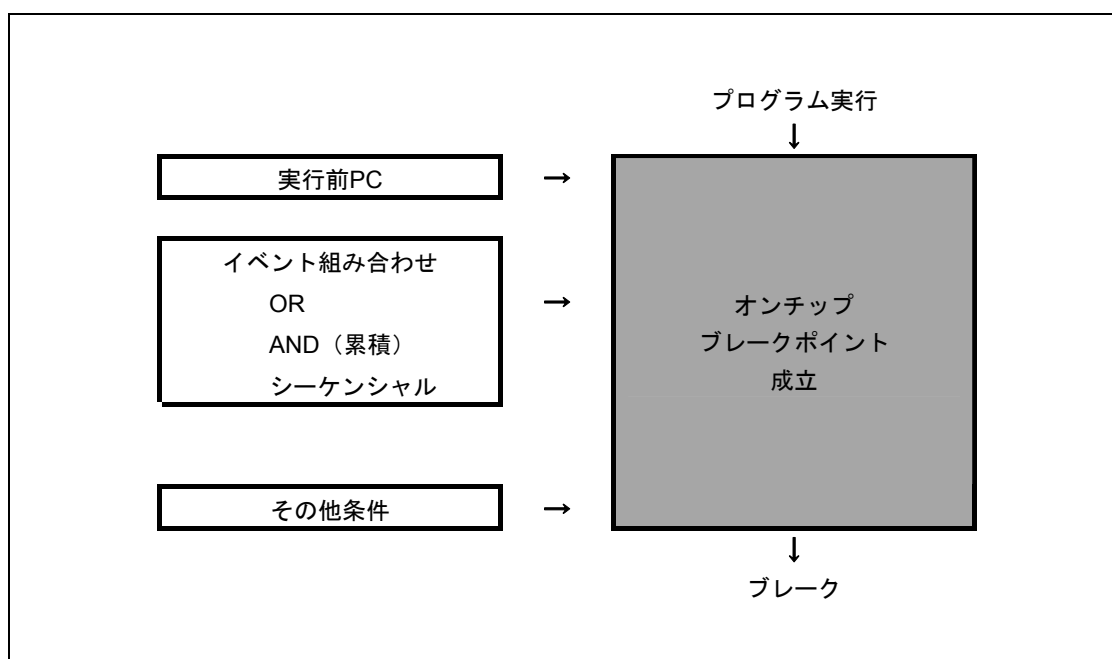 プログラム実行
↓
実行前PC
→
イベント組み合わせ
OR
AND（累積）
シーケンシャル
→
その他条件
→
オンチップ
ブレークポイント
成立
↓
ブレーク